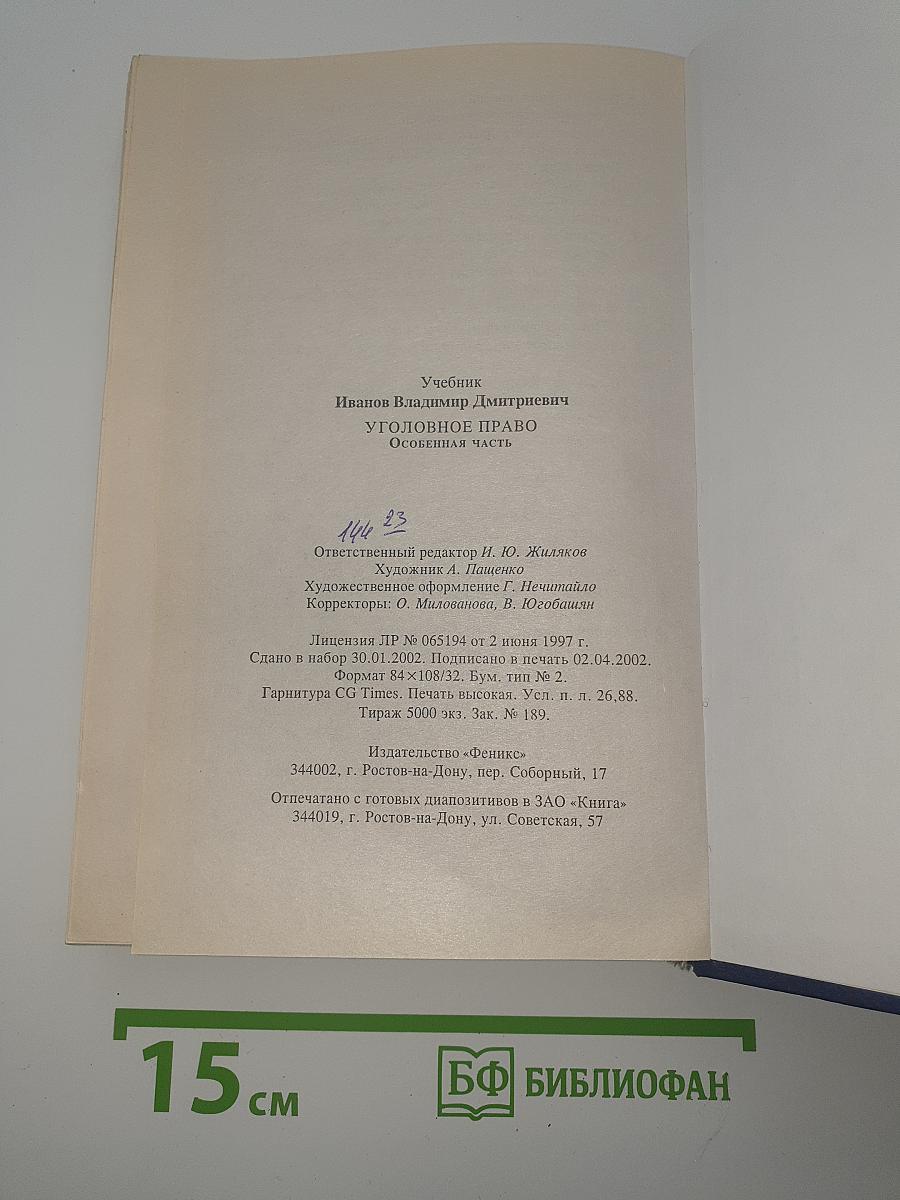 Учебник
Иванов Владимир Дмитриевич
УГОЛОВНОЕ ПРАВО
Особенная часть
144 23
Ответственный редактор И. Ю. Жиляков
Художник А. Пащенко
Художественное оформление Г. Нечитайло
Корректоры: О. Милованова, В. Югобашян
Лицензия ЛР № 065194 от 2 июня 1997 г.
Сдано в набор 30.01.2002. Подписано в печать 02.04.2002.
Формат 84×108/32. Бум. тип № 2.
Гарнитура CG Times. Печать высокая. Усл. п. л. 26,88.
Тираж 5000 экз. Зак. № 189.
Издательство «Феникс»
344002, г. Ростов-на-Дону, пер. Соборный, 17
Отпечатано с готовых диапозитивов в ЗАО «Книга»
344019, г. Ростов-на-Дону, ул. Советская, 57
15 см
БФ БИБЛИОФАН